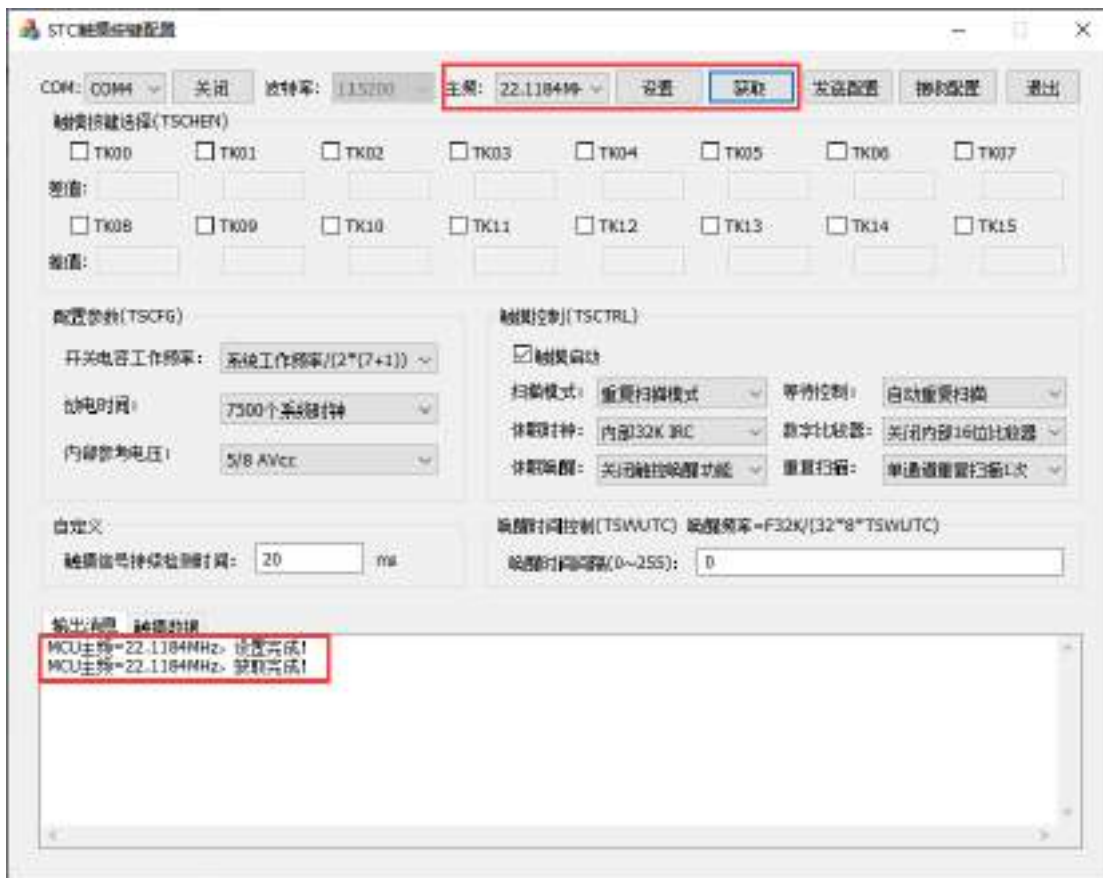 STC触摸按键配置
COM: COM4 关闭 波特率: 115200 主频: 22.1184MH 设置 获取 发送配置 接收配置 退出
触摸按键选择(TSCHEN)
TK00 TK01 TK02 TK03 TK04 TK05 TK06 TK07
差值:
TK08 TK09 TK10 TK11 TK12 TK13 TK14 TK15
差值:
配置参数(TSCFG)
开关电容工作频率: 系统工作频率/(2*(7+1))
放电时间: 7500个系统时钟
内部参考电压: 5/8 AVcc
触摸控制(TSCTRL)
触摸启动
扫描模式: 重复扫描模式 等待控制: 自动重复扫描
休眠时钟: 内部32K IRC 数字比较器: 关闭内部16位比较器
休眠唤醒: 关闭触控唤醒功能 重复扫描: 单通道重复扫描1次
自定义
触摸信号持续检测时间: 20 ms
唤醒时间控制(TSWUTC) 唤醒频率=F32K/(32*8*TSWUTC)
唤醒时间间隔(0~255): 0
输出消息 触摸数据
MCU主频=22.1184MHz> 设置完成!
MCU主频=22.1184MHz> 获取完成!